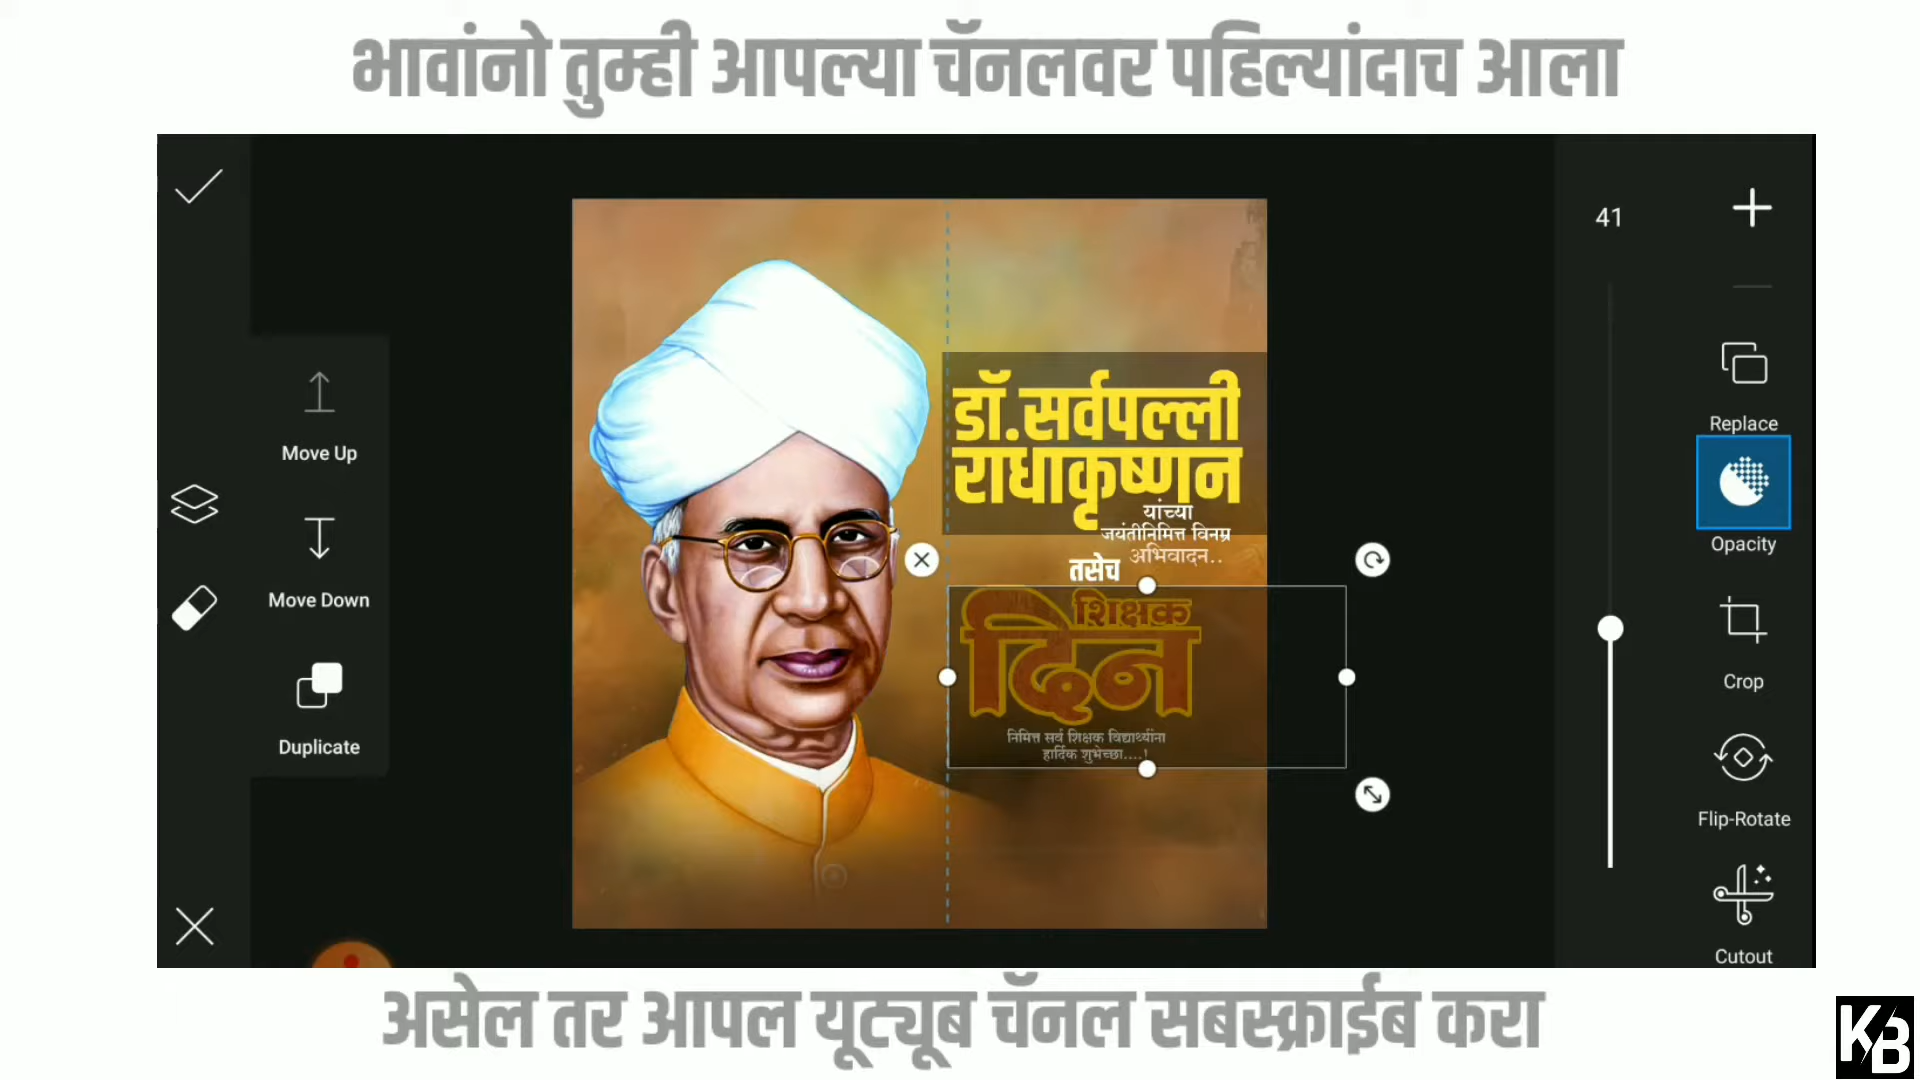 भावांनो तुम्ही आपल्या चॅनलवर पहिल्यांदाच आला
41
Move Up
Move Down
Duplicate
डॉ.सर्वपल्ली
राधाकृष्णन
यांच्या
जयंतीनिमित्त विनम्र
अभिवादन..
तसेच
शिक्षक
दिन
निमित्त सर्व शिक्षक विद्यार्थ्यांना
हार्दिक शुभेच्छा....!
Replace
Opacity
Crop
Flip-Rotate
Cutout
असेल तर आपल यूट्यूब चॅनल सबस्क्राईब करा
KB